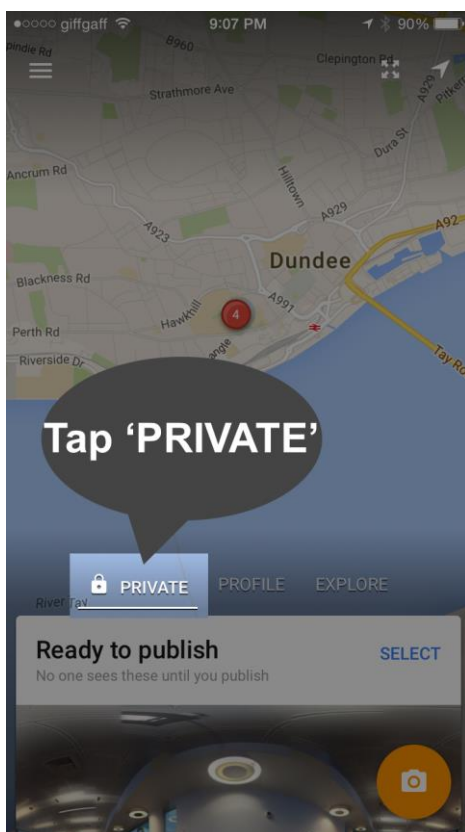 giffgaff 9:07 PM 90%
B960
Clepington Rd
Strathmore Ave
A929
Dura St
Ancrum Rd
Hilltown
A929
A923
A92
Dundee
Blackness Rd
A991
Hawkhill
4
Perth Rd
Riverside Dr
Tay Ro
Tap ‘PRIVATE’
PRIVATE PROFILE EXPLORE
River Tay
Ready to publish SELECT
No one sees these until you publish